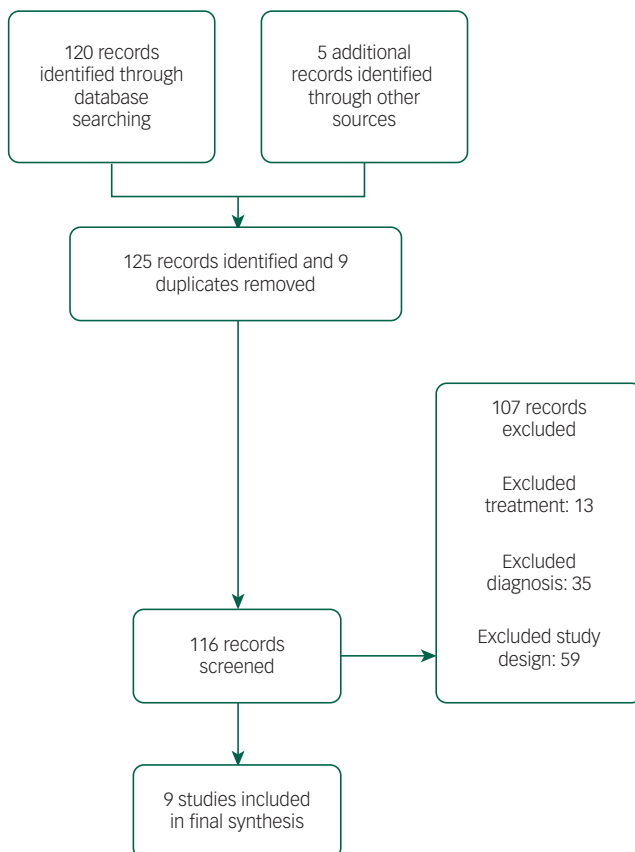 120 records
identified through
database
searching
5 additional
records identified
through other
sources
125 records identified and 9
duplicates removed
107 records
excluded
Excluded
treatment: 13
Excluded
diagnosis: 35
Excluded study
design: 59
116 records
screened
9 studies included
in final synthesis